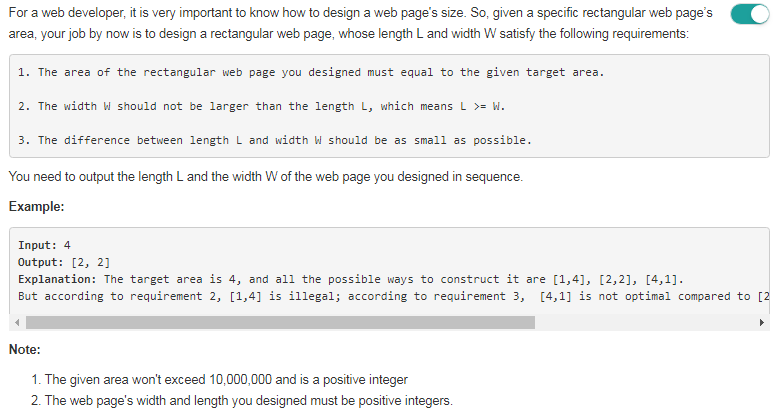 For a web developer, it is very important to know how to design a web page's size. So, given a specific rectangular web page's
area, your job by now is to design a rectangular web page, whose length L and width W satisfy the following requirements:
1. The area of the rectangular web page you designed must equal to the given target area.
2. The width W should not be larger than the length L, which means L >= W.
3. The difference between length L and width W should be as small as possible.
You need to output the length L and the width W of the web page you designed in sequence.
Example:
Input: 4
Output: [2, 2]
Explanation: The target area is 4, and all the possible ways to construct it are [1,4], [2,2], [4,1].
But according to requirement 2, [1,4] is illegal; according to requirement 3,  [4,1] is not optimal compared to [2
Note:
1. The given area won't exceed 10,000,000 and is a positive integer
2. The web page's width and length you designed must be positive integers.